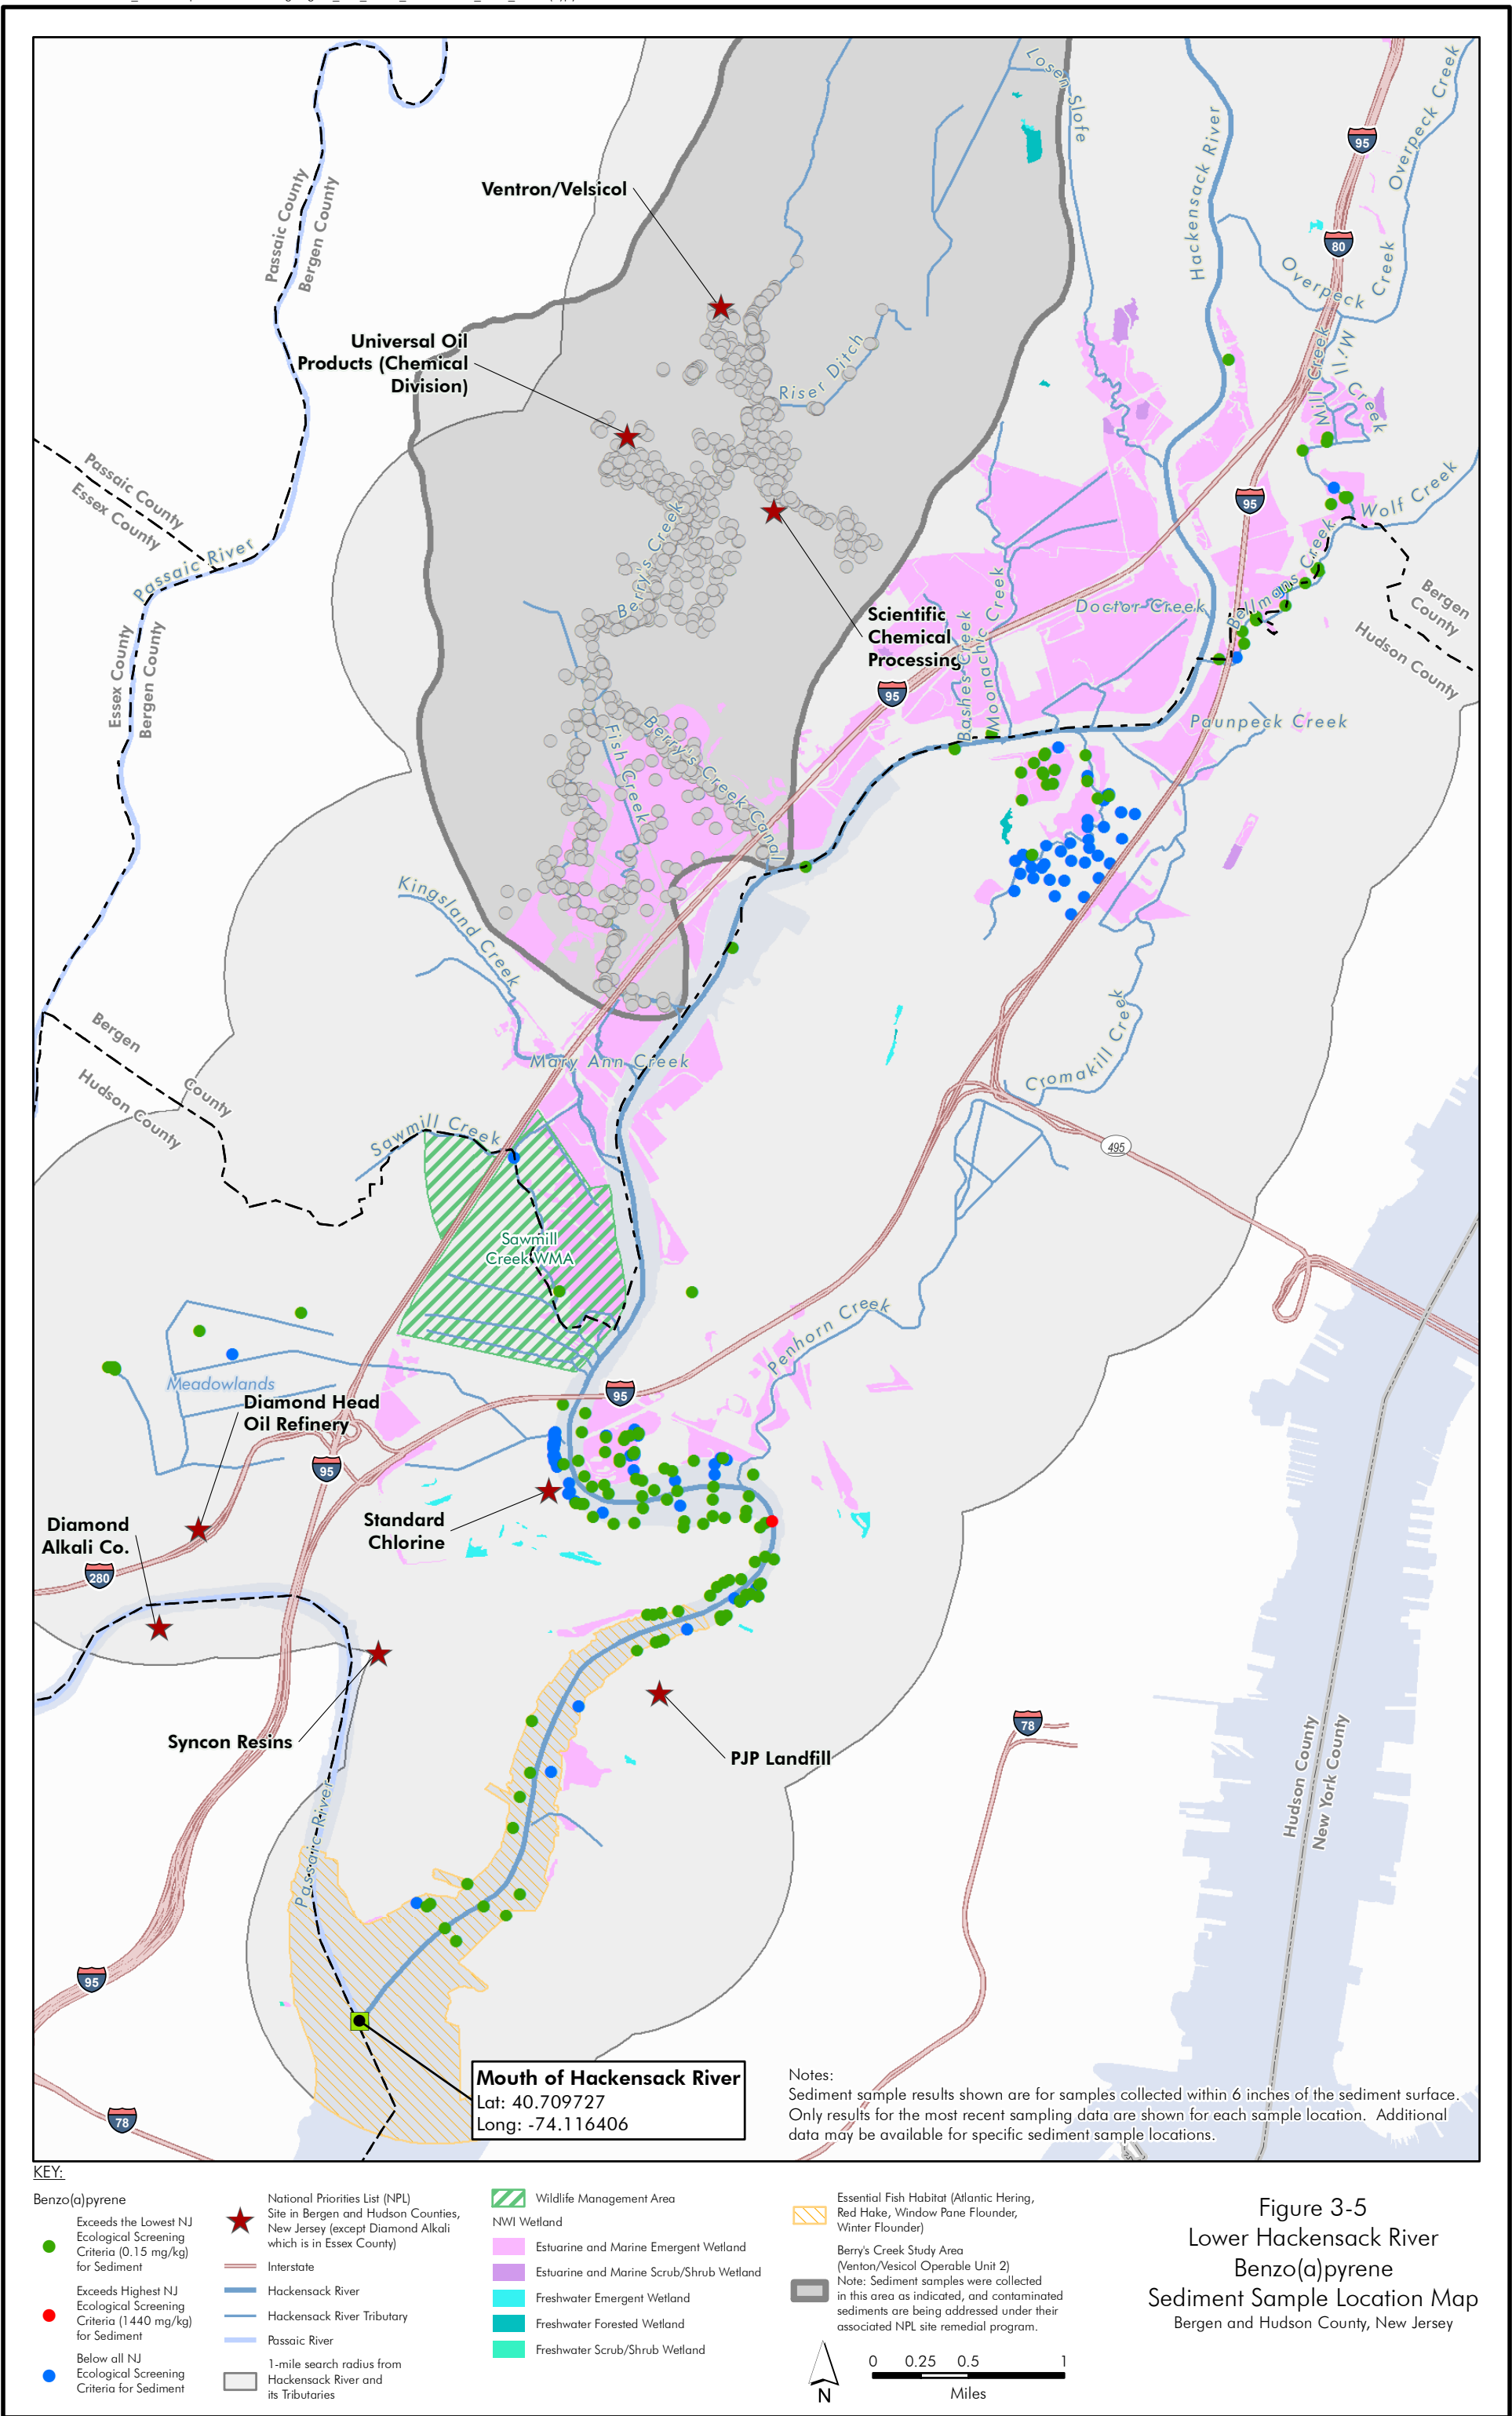 Losen Slofe
Hackensack River
95
Overpeck Creek
Ventron/Velsicol
Passaic County
Bergen County
80
Overpeck Creek
Universal Oil
Products (Chemical
Division)
Riser Ditch
Mill Creek
Mill Creek
Passaic County
Essex County
95
Wolf Creek
Passaic River
Berry's Creek
Bellmans Creek
Bergen
County
Hudson County
Scientific
Chemical
Processing
Doctor Creek
Essex County
Bergen County
95
Bashes Creek
Moonachie Creek
Paunpeck Creek
Fish Creek
Berry's Creek Canal
Kingsland Creek
Bergen
County
Hudson County
Mary Ann Creek
Cromakill Creek
Sawmill Creek
495
Sawmill
Creek WMA
Penhorn Creek
Meadowlands
Diamond Head
Oil Refinery
95
95
Standard
Chlorine
Diamond
Alkali Co.
280
Syncon Resins
PJP Landfill
78
Hudson County
New York County
Passaic River
95
78
Mouth of Hackensack River
Lat: 40.709727
Long: -74.116406
Notes:
Sediment sample results shown are for samples collected within 6 inches of the sediment surface.
Only results for the most recent sampling data are shown for each sample location. Additional
data may be available for specific sediment sample locations.
KEY:
Benzo(a)pyrene
Exceeds the Lowest NJ
Ecological Screening
Criteria (0.15 mg/kg)
for Sediment
Exceeds Highest NJ
Ecological Screening
Criteria (1440 mg/kg)
for Sediment
Below all NJ
Ecological Screening
Criteria for Sediment
National Priorities List (NPL)
Site in Bergen and Hudson Counties,
New Jersey (except Diamond Alkali
which is in Essex County)
Interstate
Hackensack River
Hackensack River Tributary
Passaic River
1-mile search radius from
Hackensack River and
its Tributaries
Wildlife Management Area
NWI Wetland
Estuarine and Marine Emergent Wetland
Estuarine and Marine Scrub/Shrub Wetland
Freshwater Emergent Wetland
Freshwater Forested Wetland
Freshwater Scrub/Shrub Wetland
Essential Fish Habitat (Atlantic Hering,
Red Hake, Window Pane Flounder,
Winter Flounder)
Berry's Creek Study Area
(Venton/Vesicol Operable Unit 2)
Note: Sediment samples were collected
in this area as indicated, and contaminated
sediments are being addressed under their
associated NPL site remedial program.
N
0 0.25 0.5 1
Miles
Figure 3-5
Lower Hackensack River
Benzo(a)pyrene
Sediment Sample Location Map
Bergen and Hudson County, New Jersey